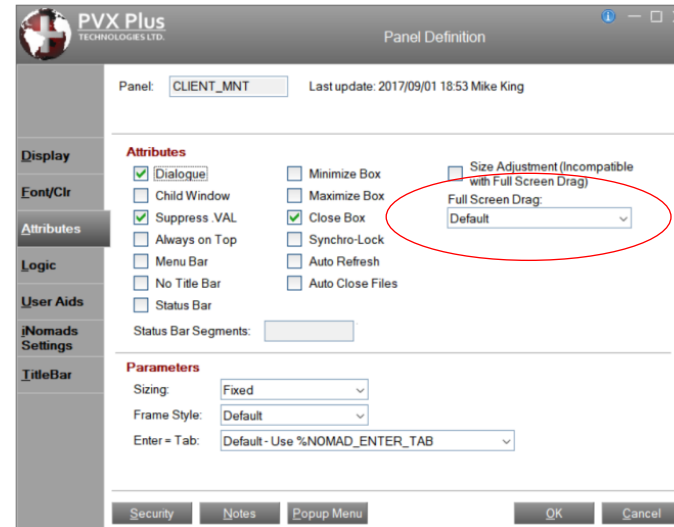 PVX Plus
TECHNOLOGIES LTD.
Panel Definition
Panel: CLIENT_MNT Last update: 2017/09/01 18:53 Mike King
Display
Font/Clr
Attributes
Logic
User Aids
iNomads
Settings
TitleBar
Attributes
Dialogue
Child Window
Suppress .VAL
Always on Top
Menu Bar
No Title Bar
Status Bar
Status Bar Segments:
Minimize Box
Maximize Box
Close Box
Synchro-Lock
Auto Refresh
Auto Close Files
Size Adjustment (Incompatible
with Full Screen Drag)
Full Screen Drag:
Default
Parameters
Sizing: Fixed
Frame Style: Default
Enter = Tab: Default - Use %NOMAD_ENTER_TAB
Security Notes Popup Menu OK Cancel